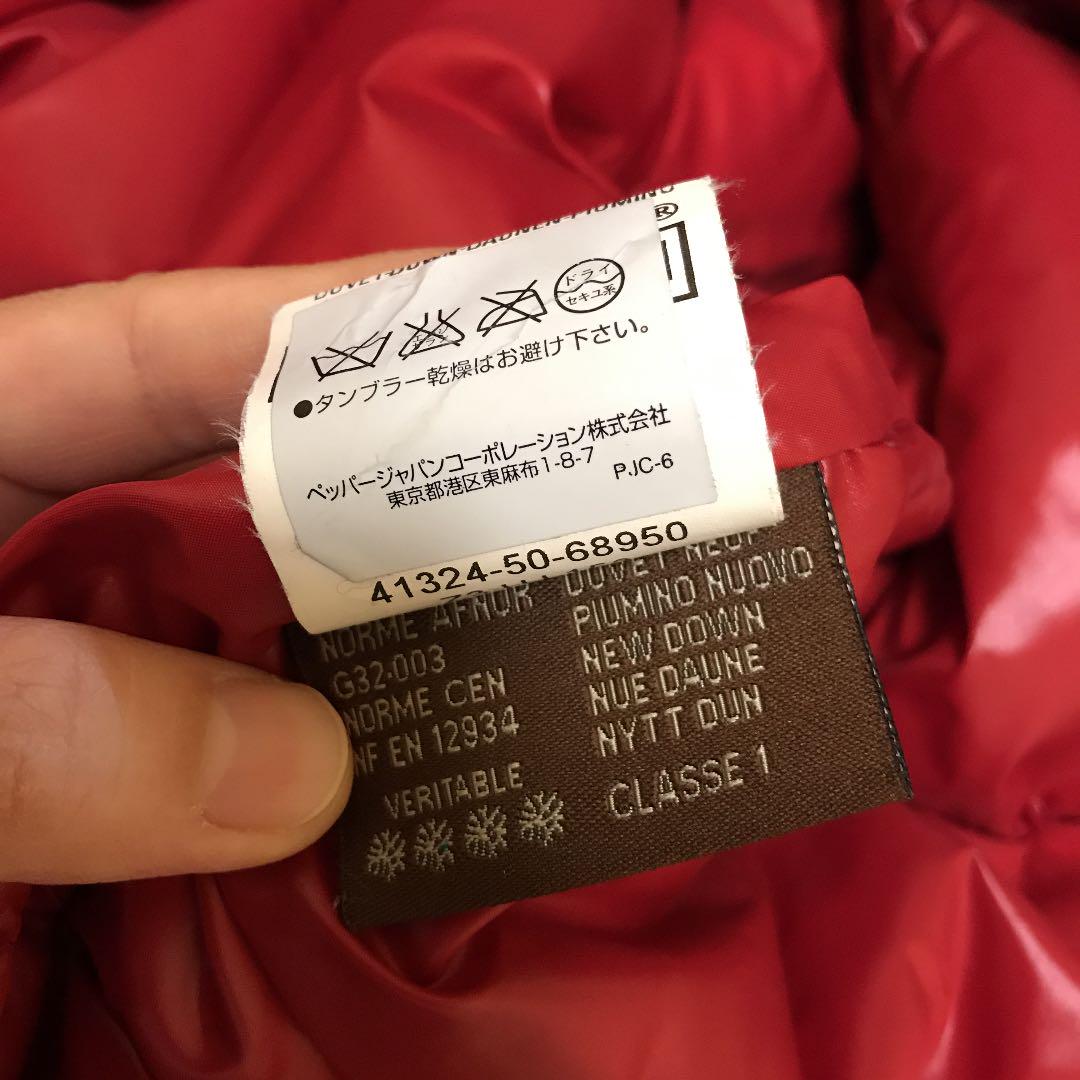 DUVET-DOWN-DAUNEN-PIUMINO
®
ドライ
セキユ系
●タンブラー乾燥はお避け下さい。
ペッパージャパンコーポレーション株式会社
東京都港区東麻布1-8-7
PJC-6
41324-50-68950
NORME AFNOR
G32-003
NORME CEN
NF EN 12934
VERITABLE
DUVET NEUF
PIUMINO NUOVO
NEW DOWN
NUE DAUNE
NYTT DUN
CLASSE 1